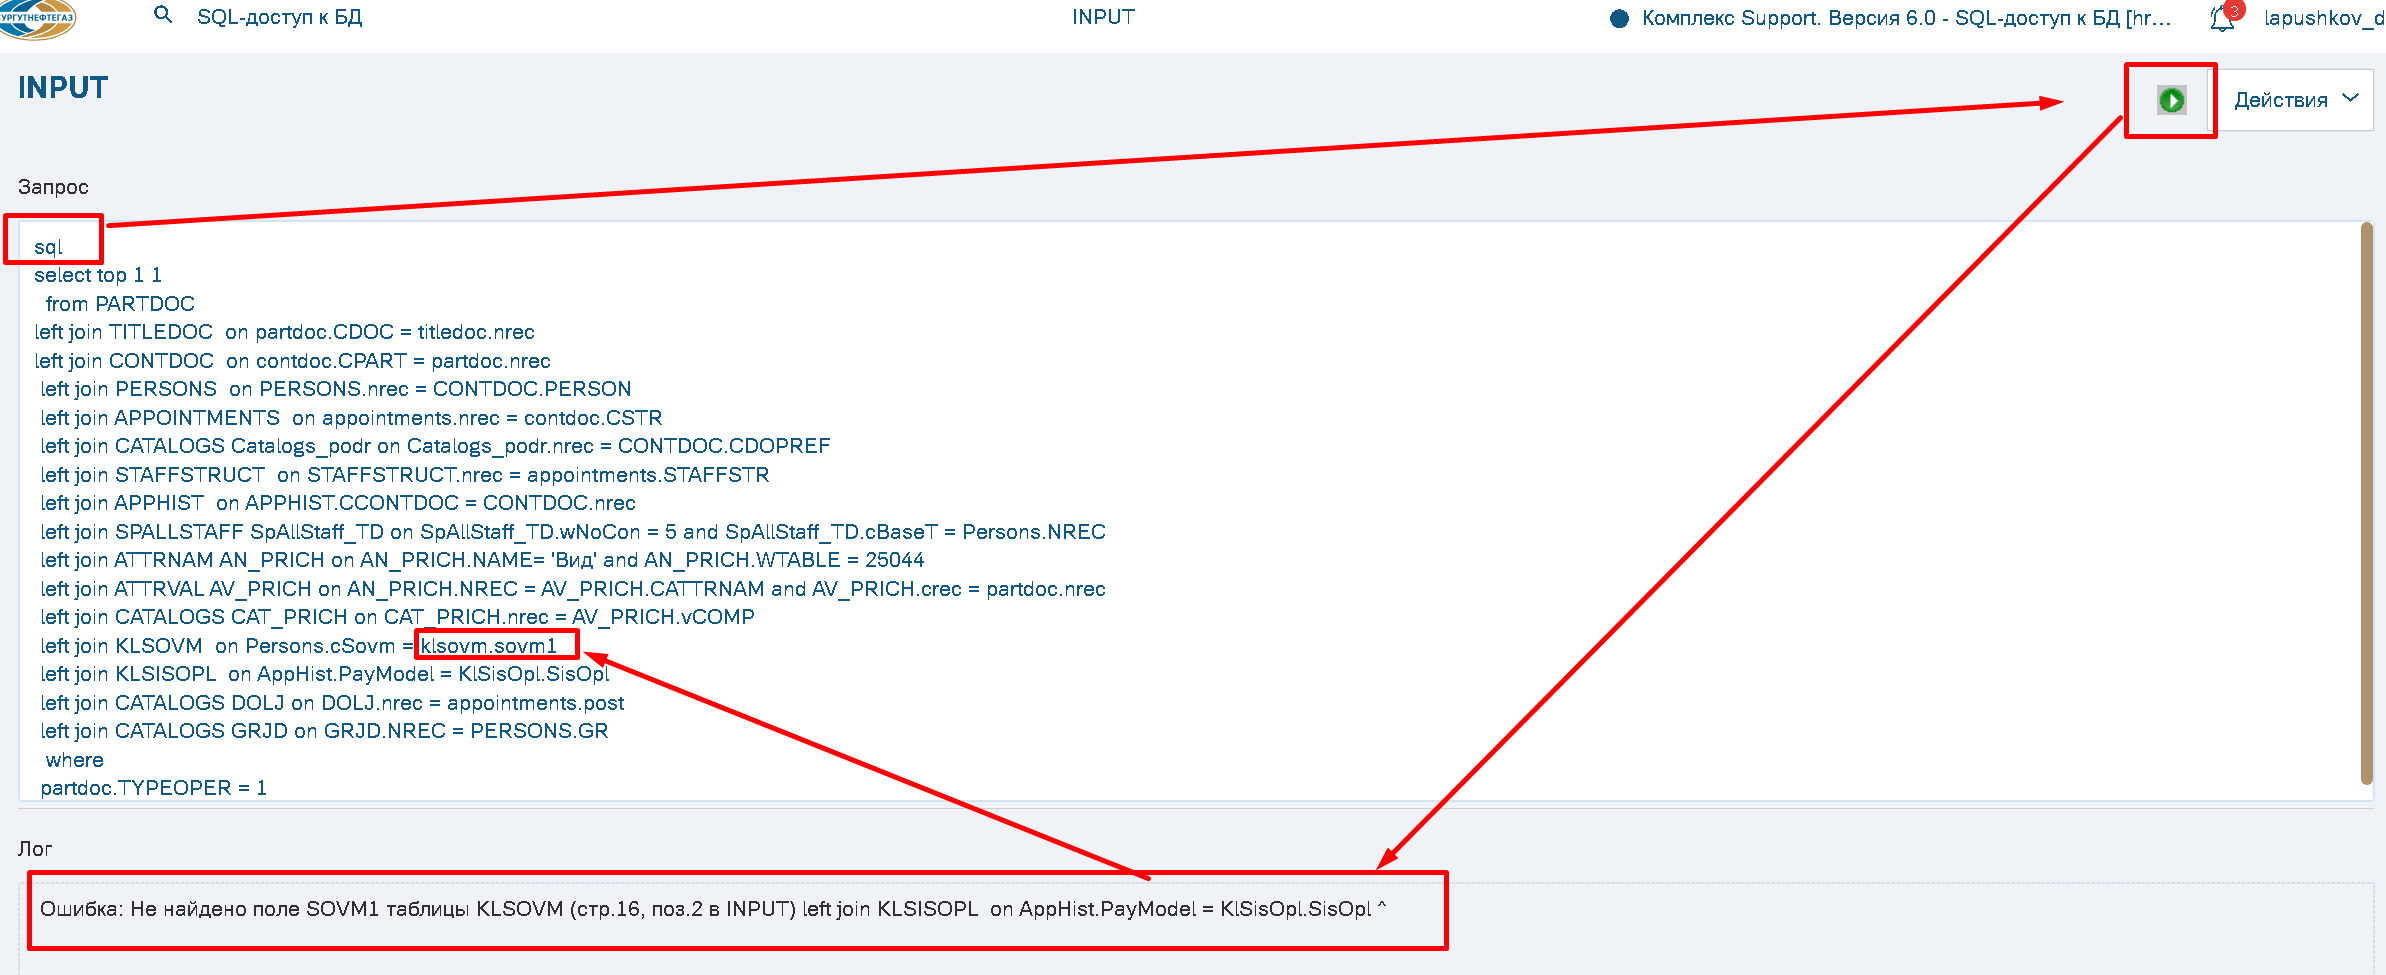 СУРГУТНЕФТЕГАЗ
SQL-доступ к БД
INPUT
Комплекс Support. Версия 6.0 - SQL-доступ к БД [hr...
3
lapushkov_d
INPUT
Действия
Запрос
sql
select top 1 1
from PARTDOC
left join TITLEDOC on partdoc.CDOC = titledoc.nrec
left join CONTDOC on contdoc.CPART = partdoc.nrec
left join PERSONS on PERSONS.nrec = CONTDOC.PERSON
left join APPOINTMENTS on appointments.nrec = contdoc.CSTR
left join CATALOGS Catalogs_podr on Catalogs_podr.nrec = CONTDOC.CDOPREF
left join STAFFSTRUCT on STAFFSTRUCT.nrec = appointments.STAFFSTR
left join APPHIST on APPHIST.CCONTDOC = CONTDOC.nrec
left join SPALLSTAFF SpAllStaff_TD on SpAllStaff_TD.wNoCon = 5 and SpAllStaff_TD.cBaseT = Persons.NREC
left join ATTRNAM AN_PRICH on AN_PRICH.NAME= 'Вид' and AN_PRICH.WTABLE = 25044
left join ATTRVAL AV_PRICH on AN_PRICH.NREC = AV_PRICH.CATTRNAM and AV_PRICH.crec = partdoc.nrec
left join CATALOGS CAT_PRICH on CAT_PRICH.nrec = AV_PRICH.vCOMP
left join KLSOVM on Persons.cSovm = klsovm.sovm1
left join KLSISOPL on AppHist.PayModel = KlSisOpl.SisOpl
left join CATALOGS DOLJ on DOLJ.nrec = appointments.post
left join CATALOGS GRJD on GRJD.NREC = PERSONS.GR
where
partdoc.TYPEOPER = 1
Лог
Ошибка: Не найдено поле SOVM1 таблицы KLSOVM (стр.16, поз.2 в INPUT) left join KLSISOPL on AppHist.PayModel = KlSisOpl.SisOpl ^